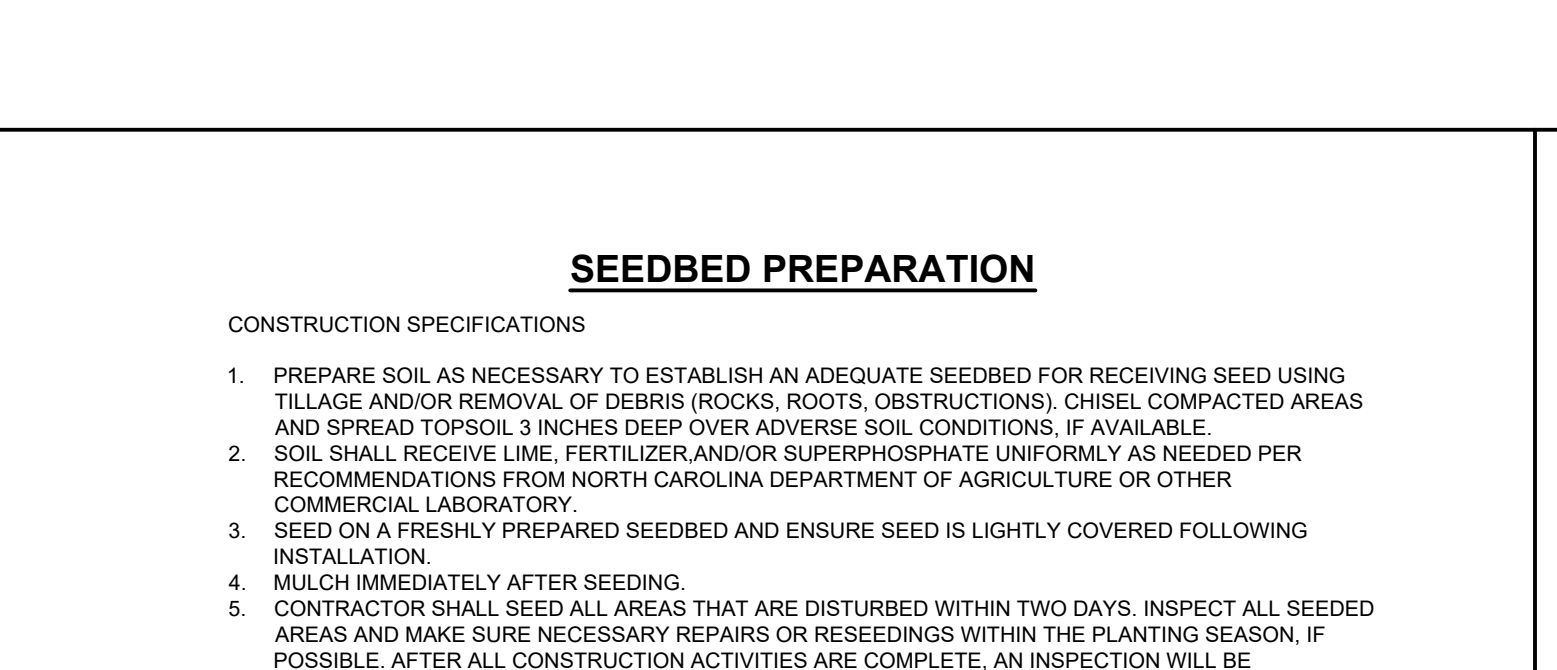 SEEDBED PREPARATION
CONSTRUCTION SPECIFICATIONS
1. PREPARE SOIL AS NECESSARY TO ESTABLISH AN ADEQUATE SEEDBED FOR RECEIVING SEED USING
TILLAGE AND/OR REMOVAL OF DEBRIS (ROCKS, ROOTS, OBSTRUCTIONS). CHISEL COMPACTED AREAS
AND SPREAD TOPSOIL 3 INCHES DEEP OVER ADVERSE SOIL CONDITIONS, IF AVAILABLE.
2. SOIL SHALL RECEIVE LIME, FERTILIZER,AND/OR SUPERPHOSPHATE UNIFORMLY AS NEEDED PER
RECOMMENDATIONS FROM NORTH CAROLINA DEPARTMENT OF AGRICULTURE OR OTHER
COMMERCIAL LABORATORY.
3. SEED ON A FRESHLY PREPARED SEEDBED AND ENSURE SEED IS LIGHTLY COVERED FOLLOWING
INSTALLATION.
4. MULCH IMMEDIATELY AFTER SEEDING.
5. CONTRACTOR SHALL SEED ALL AREAS THAT ARE DISTURBED WITHIN TWO DAYS. INSPECT ALL SEEDED
AREAS AND MAKE SURE NECESSARY REPAIRS OR RESEEDINGS WITHIN THE PLANTING SEASON, IF
POSSIBLE. AFTER ALL CONSTRUCTION ACTIVITIES ARE COMPLETE, AN INSPECTION WILL BE